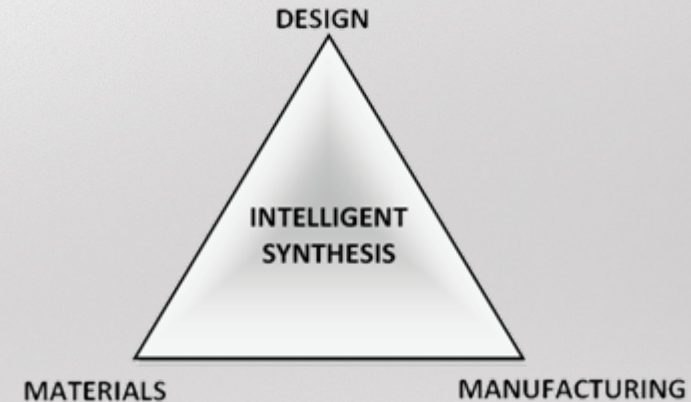 DESIGN
INTELLIGENT
SYNTHESIS
MATERIALS
MANUFACTURING